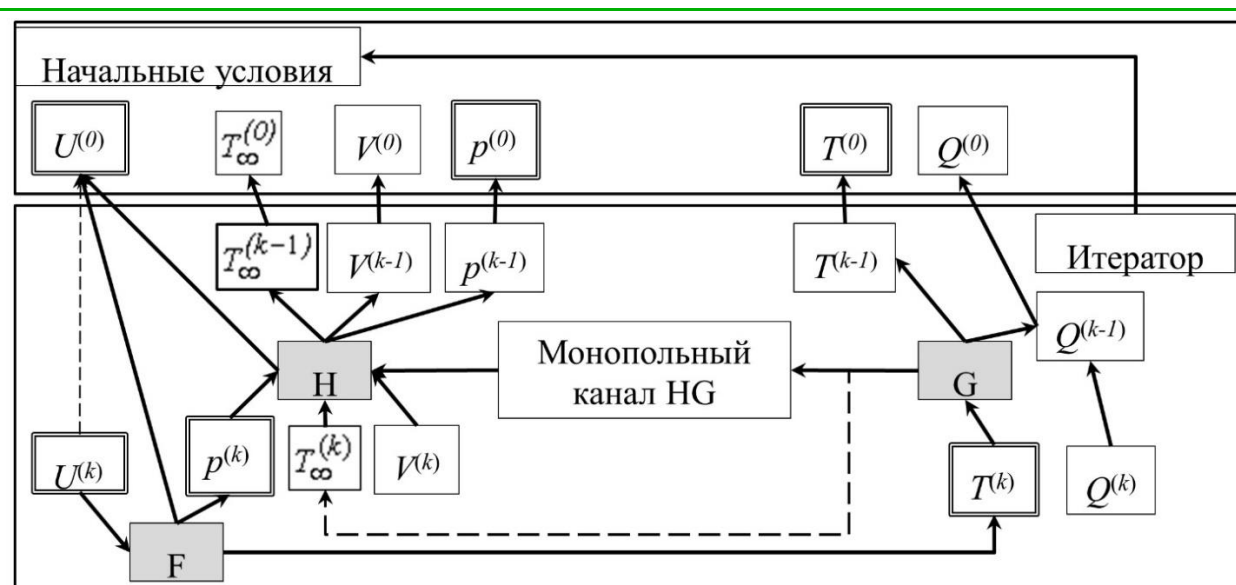 Начальные условия
U⁽⁰⁾ T∞⁽⁰⁾ V⁽⁰⁾ p⁽⁰⁾ T⁽⁰⁾ Q⁽⁰⁾
T∞⁽ᵏ⁻¹⁾ V⁽ᵏ⁻¹⁾ p⁽ᵏ⁻¹⁾ T⁽ᵏ⁻¹⁾ Итератор
Q⁽ᵏ⁻¹⁾
H Монопольный G
канал HG
U⁽ᵏ⁾ p⁽ᵏ⁾ T∞⁽ᵏ⁾ V⁽ᵏ⁾ T⁽ᵏ⁾ Q⁽ᵏ⁾
F